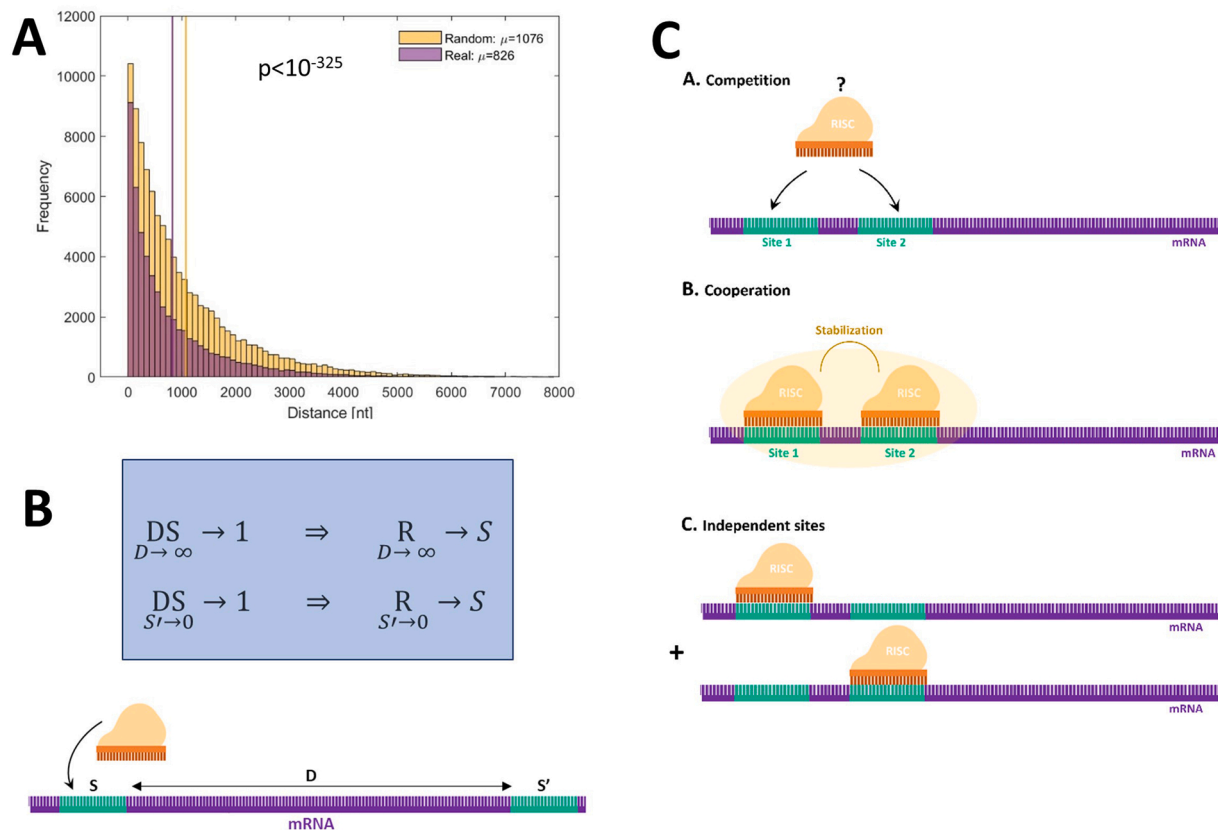 A
12000
10000
8000
6000
4000
2000
0
Frequency
0 1000 2000 3000 4000 5000 6000 7000 8000
Distance [nt]
Random: μ=1076
Real: μ=826
p<10^-325
B
DS → 1 ⇒ R → S
D→ ∞ D→ ∞
DS → 1 ⇒ R → S
S′→0 S′→0
S
D
S’
mRNA
C
A. Competition
?
RISC
Site 1
Site 2
mRNA
B. Cooperation
Stabilization
RISC
RISC
Site 1
Site 2
mRNA
C. Independent sites
RISC
mRNA
+
RISC
mRNA